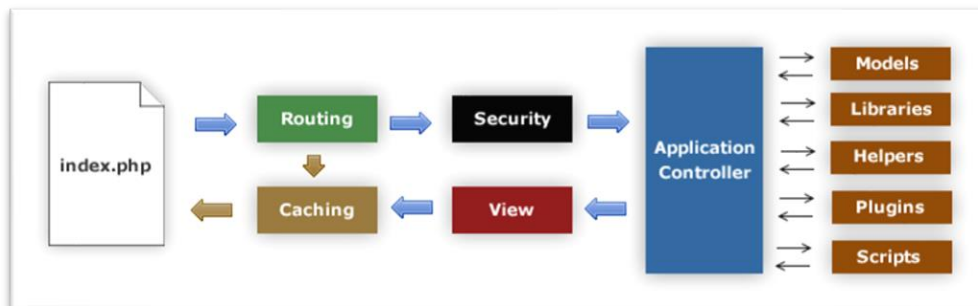 index.php
Routing
Security
Caching
View
Application
Controller
Models
Libraries
Helpers
Plugins
Scripts